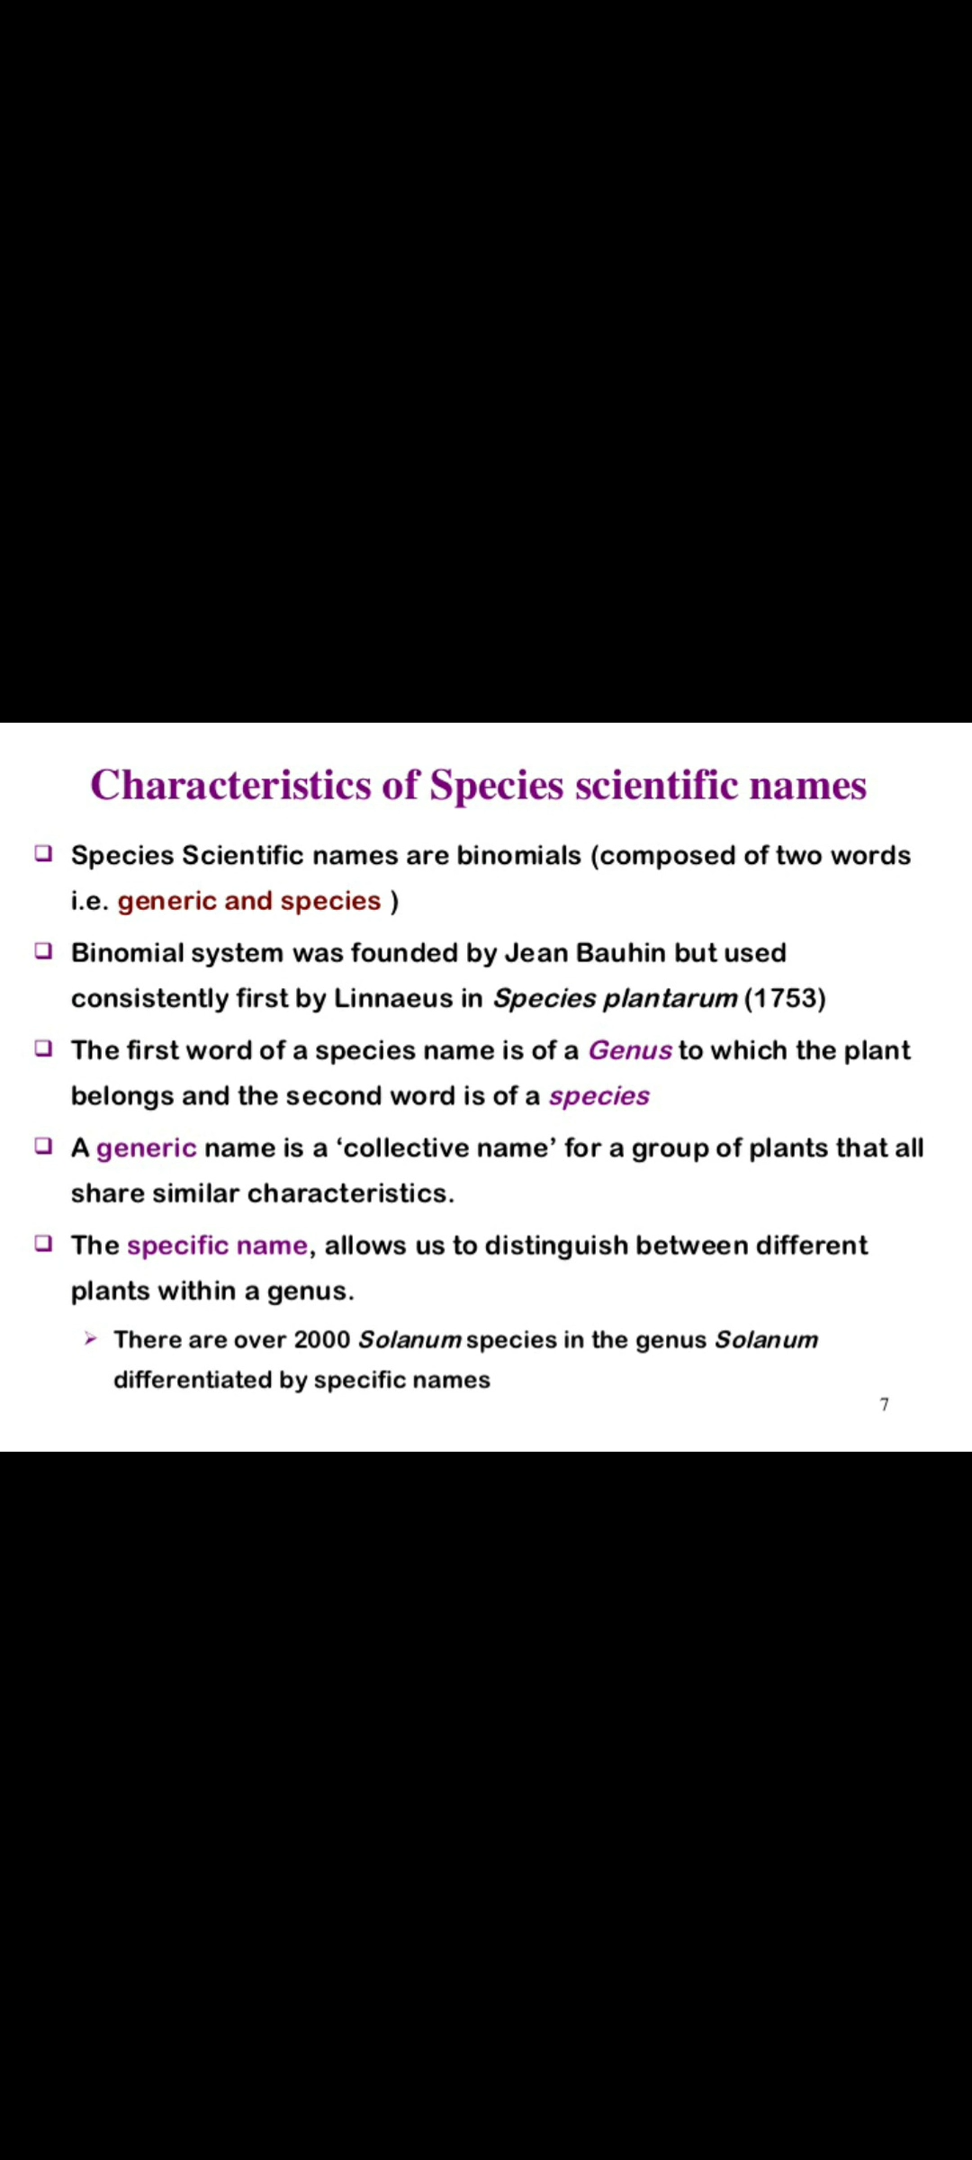 Characteristics of Species scientific names
❑ Species Scientific names are binomials (composed of two words
i.e. generic and species )
❑ Binomial system was founded by Jean Bauhin but used
consistently first by Linnaeus in Species plantarum (1753)
❑ The first word of a species name is of a Genus to which the plant
belongs and the second word is of a species
❑ A generic name is a ‘collective name’ for a group of plants that all
share similar characteristics.
❑ The specific name, allows us to distinguish between different
plants within a genus.
➢ There are over 2000 Solanum species in the genus Solanum
differentiated by specific names
7